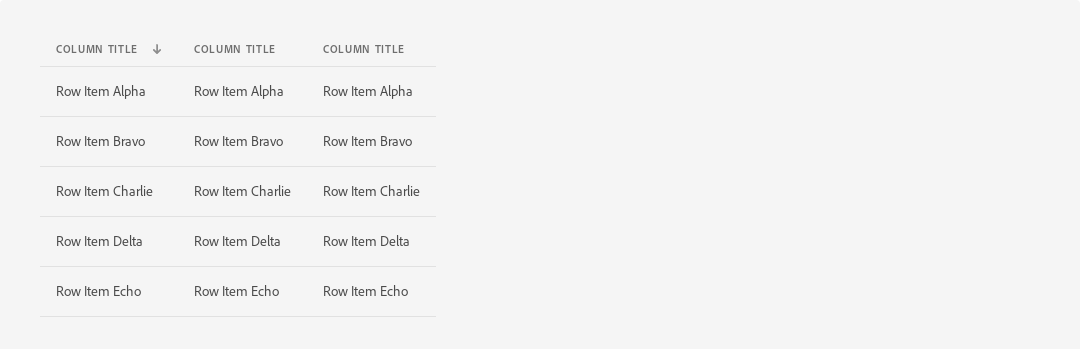 COLUMN TITLE COLUMN TITLE COLUMN TITLE
Row Item Alpha Row Item Alpha Row Item Alpha
Row Item Bravo Row Item Bravo Row Item Bravo
Row Item Charlie Row Item Charlie Row Item Charlie
Row Item Delta Row Item Delta Row Item Delta
Row Item Echo Row Item Echo Row Item Echo